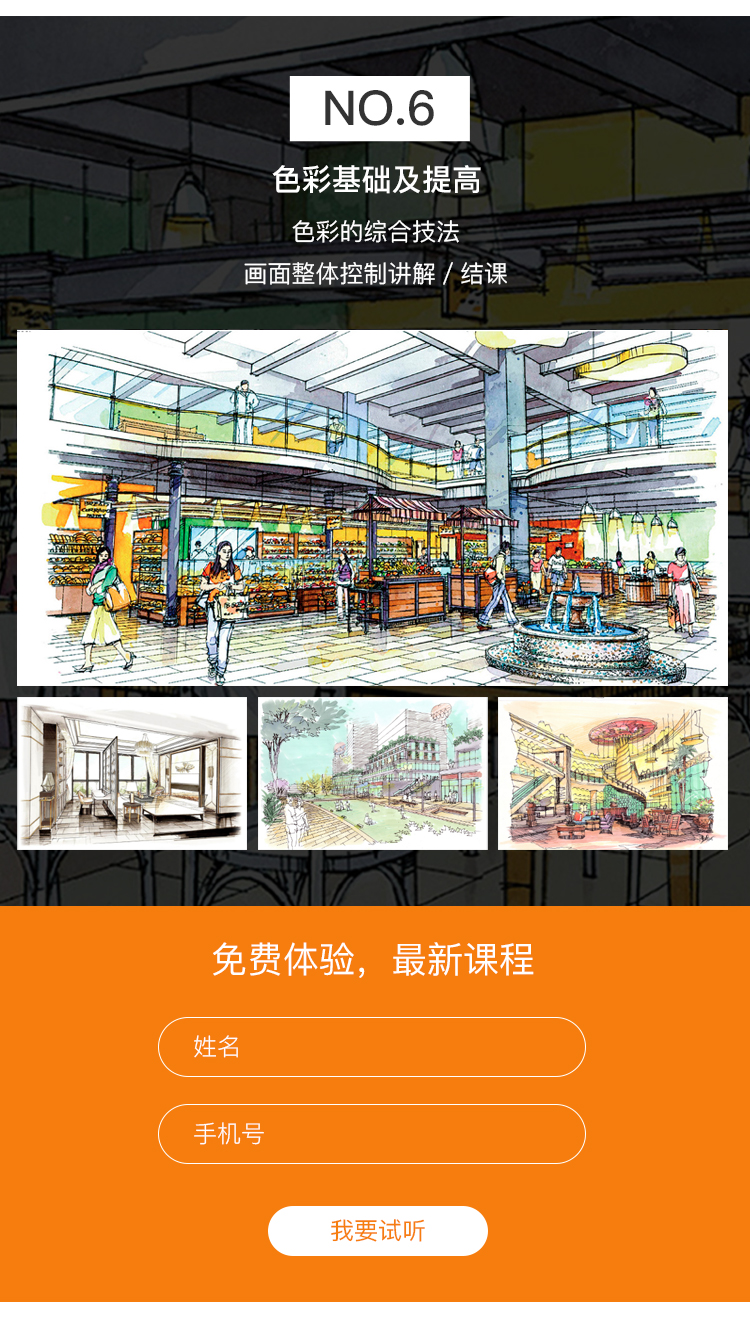 NO.6
色彩基础及提高
色彩的综合技法
画面整体控制讲解 / 结课
免费体验，最新课程
姓名
手机号
我要试听